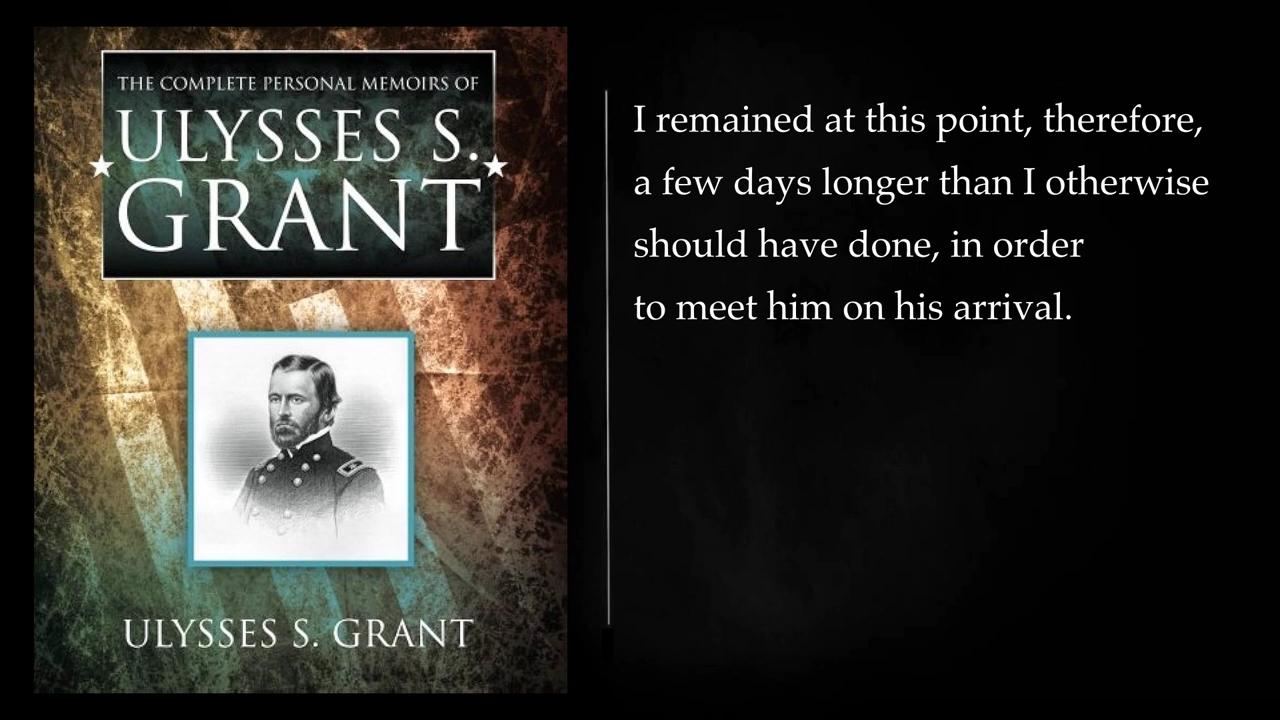 THE COMPLETE PERSONAL MEMOIRS OF
ULYSSES S.
GRANT
ULYSSES S. GRANT
I remained at this point, therefore,
a few days longer than I otherwise
should have done, in order
to meet him on his arrival.